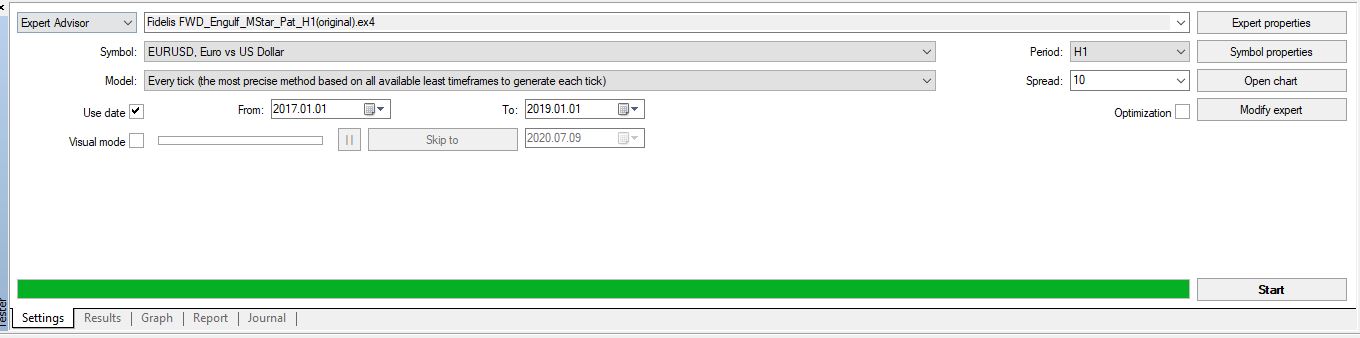 Expert Advisor Fidelis FWD_Engulf_MStar_Pat_H1(original).ex4 Expert properties
Symbol: EURUSD, Euro vs US Dollar Period: H1 Symbol properties
Model: Every tick (the most precise method based on all available least timeframes to generate each tick) Spread: 10 Open chart
Use date From: 2017.01.01 To: 2019.01.01 Optimization Modify expert
Visual mode Skip to 2020.07.09
Start
Tester
Settings Results Graph Report Journal